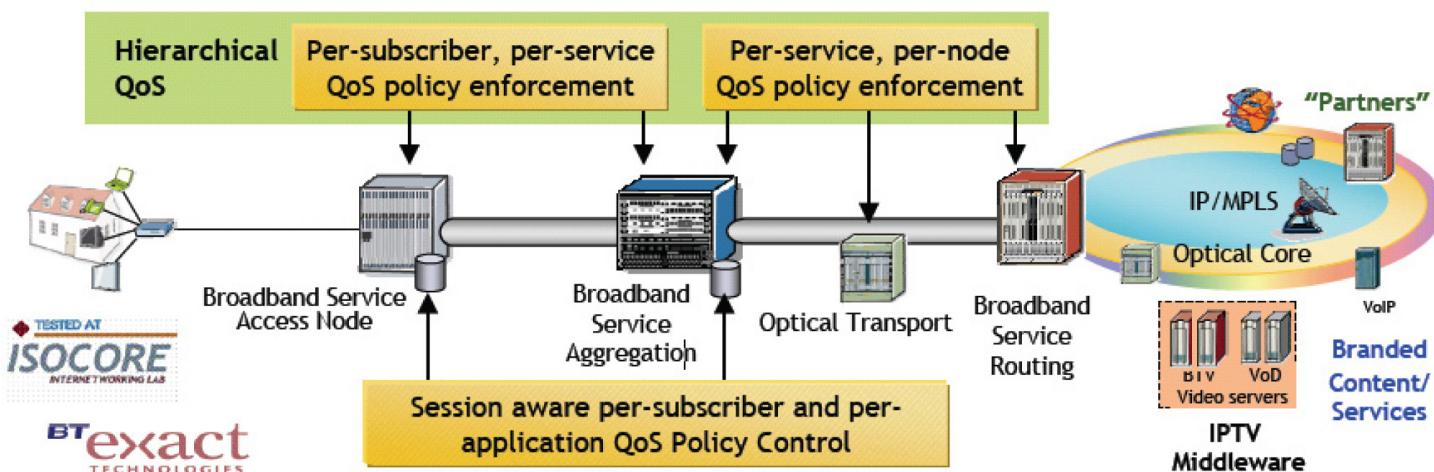 Hierarchical
QoS
Per-subscriber, per-service
QoS policy enforcement
Per-service, per-node
QoS policy enforcement
"Partners"
IP/MPLS
Optical Core
Broadband Service
Access Node
Broadband
Service
Aggregation
Optical Transport
Broadband
Service
Routing
VoIP
BTV
VoD
Video servers
Branded
Content/
Services
IPTV
Middleware
Session aware per-subscriber and per-
application QoS Policy Control
TESTED AT
ISOCORE
INTERNETWORKING LAB
BT exact
TECHNOLOGIES